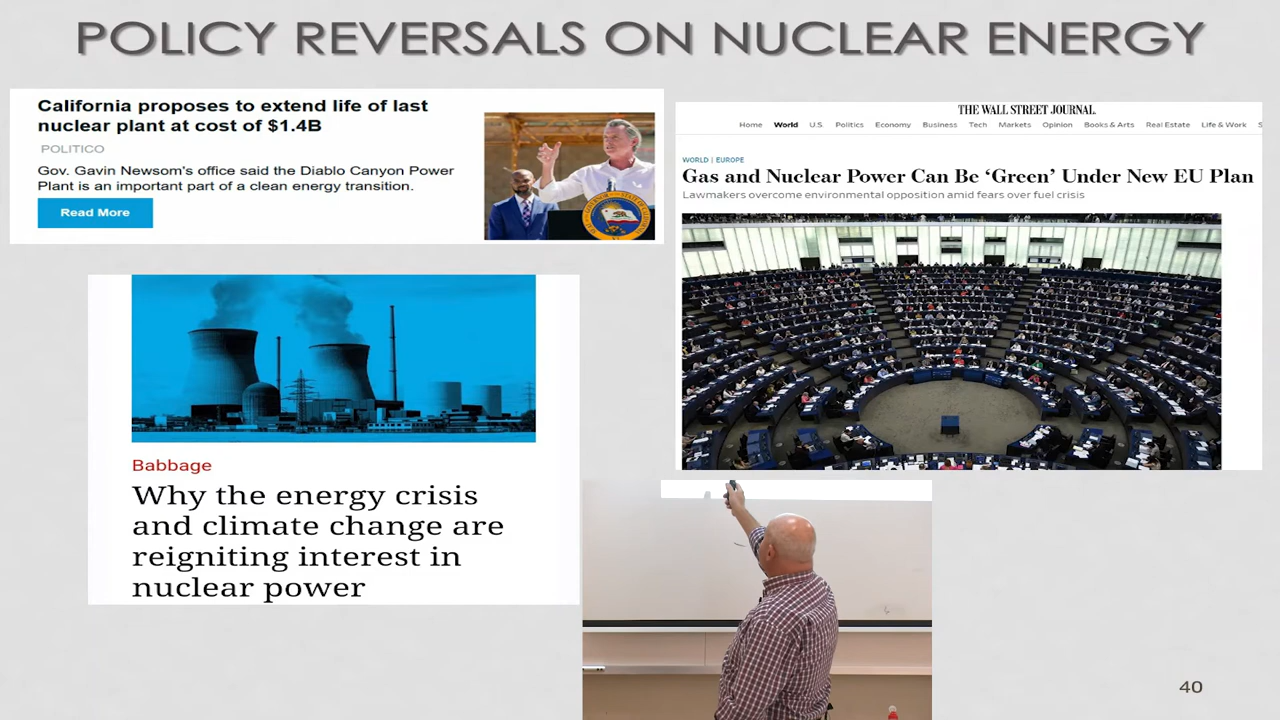 POLICY REVERSALS ON NUCLEAR ENERGY
California proposes to extend life of last
nuclear plant at cost of $1.4B
POLITICO
Gov. Gavin Newsom's office said the Diablo Canyon Power
Plant is an important part of a clean energy transition.
Read More
THE WALL STREET JOURNAL.
Home World U.S. Politics Economy Business Tech Markets Opinion Books & Arts Real Estate Life & Work S
WORLD | EUROPE
Gas and Nuclear Power Can Be ‘Green’ Under New EU Plan
Lawmakers overcome environmental opposition amid fears over fuel crisis
Babbage
Why the energy crisis
and climate change are
reigniting interest in
nuclear power
40